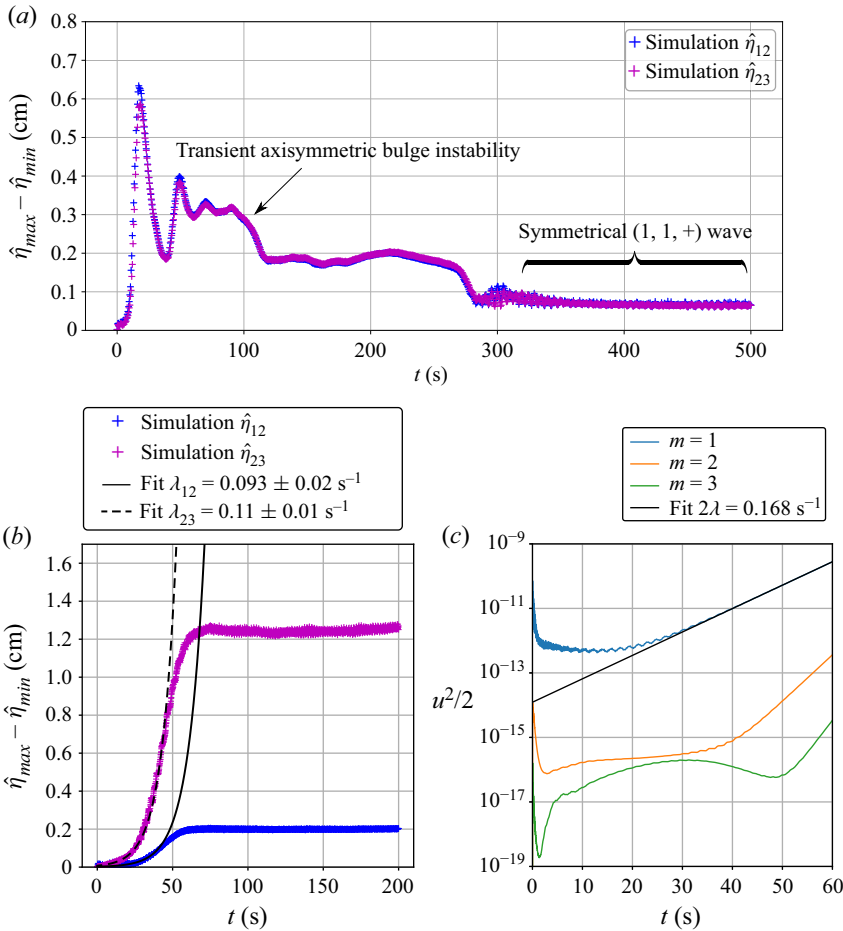 (a)
0.8
0.7
0.6
0.5
0.4
0.3
0.2
0.1
0
η̂max − η̂min (cm)
Simulation η̂12
Simulation η̂23
Transient axisymmetric bulge instability
Symmetrical (1, 1, +) wave
0 100 200 300 400 500
t (s)
Simulation η̂12
Simulation η̂23
Fit λ12 = 0.093 ± 0.02 s−1
Fit λ23 = 0.11 ± 0.01 s−1
(b)
1.6
1.4
1.2
1.0
0.8
0.6
0.4
0.2
0
η̂max − η̂min (cm)
0 50 100 150 200
t (s)
m = 1
m = 2
m = 3
Fit 2λ = 0.168 s−1
(c)
10−9
10−11
10−13
u2/2
10−15
10−17
10−19
0 10 20 30 40 50 60
t (s)